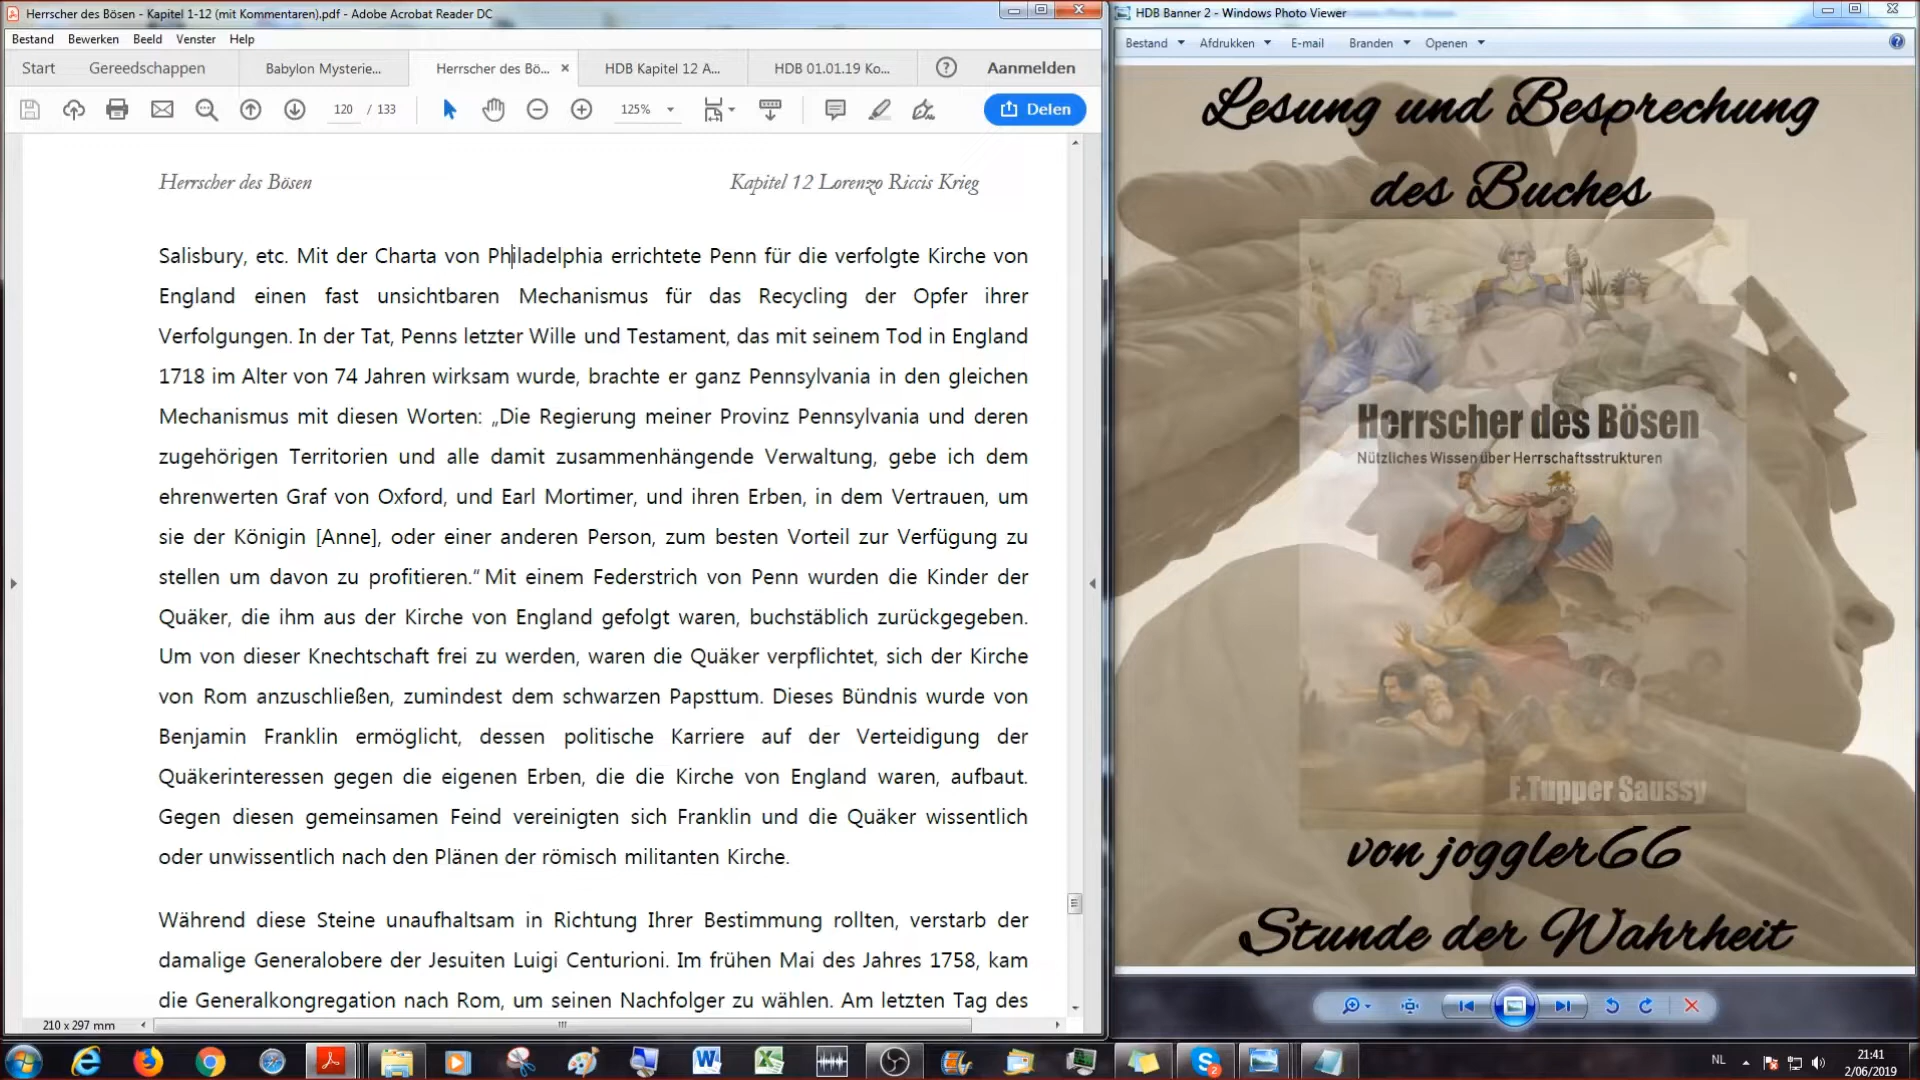 Herrscher des Bösen - Kapitel 1-12 (mit Kommentaren).pdf - Adobe Acrobat Reader DC
Bestand Bewerken Beeld Venster Help
Start Gereedschappen Babylon Mysterie... Herrscher des Bö... × HDB Kapitel 12 A... HDB 01.01.19 Ko... ? Aanmelden
120 / 133 125% Delen
Herrscher des Bösen Kapitel 12 Lorenzo Riccis Krieg
Salisbury, etc. Mit der Charta von Philadelphia errichtete Penn für die verfolgte Kirche von
England einen fast unsichtbaren Mechanismus für das Recycling der Opfer ihrer
Verfolgungen. In der Tat, Penns letzter Wille und Testament, das mit seinem Tod in England
1718 im Alter von 74 Jahren wirksam wurde, brachte er ganz Pennsylvania in den gleichen
Mechanismus mit diesen Worten: „Die Regierung meiner Provinz Pennsylvania und deren
zugehörigen Territorien und alle damit zusammenhängende Verwaltung, gebe ich dem
ehrenwerten Graf von Oxford, und Earl Mortimer, und ihren Erben, in dem Vertrauen, um
sie der Königin [Anne], oder einer anderen Person, zum besten Vorteil zur Verfügung zu
stellen um davon zu profitieren.“ Mit einem Federstrich von Penn wurden die Kinder der
Quäker, die ihm aus der Kirche von England gefolgt waren, buchstäblich zurückgegeben.
Um von dieser Knechtschaft frei zu werden, waren die Quäker verpflichtet, sich der Kirche
von Rom anzuschließen, zumindest dem schwarzen Papsttum. Dieses Bündnis wurde von
Benjamin Franklin ermöglicht, dessen politische Karriere auf der Verteidigung der
Quäkerinteressen gegen die eigenen Erben, die die Kirche von England waren, aufbaut.
Gegen diesen gemeinsamen Feind vereinigten sich Franklin und die Quäker wissentlich
oder unwissentlich nach den Plänen der römisch militanten Kirche.
Während diese Steine unaufhaltsam in Richtung Ihrer Bestimmung rollten, verstarb der
damalige Generalobere der Jesuiten Luigi Centurioni. Im frühen Mai des Jahres 1758, kam
die Generalkongregation nach Rom, um seinen Nachfolger zu wählen. Am letzten Tag des
210 x 297 mm
HDB Banner 2 - Windows Photo Viewer
Bestand Afdrukken E-mail Branden Openen
Lesung und Besprechung
des Buches
Herrscher des Bösen
Nützliches Wissen über Herrschaftsstrukturen
F.Tupper Saussy
von joggler66
Stunde der Wahrheit
NL
21:41
2/06/2019